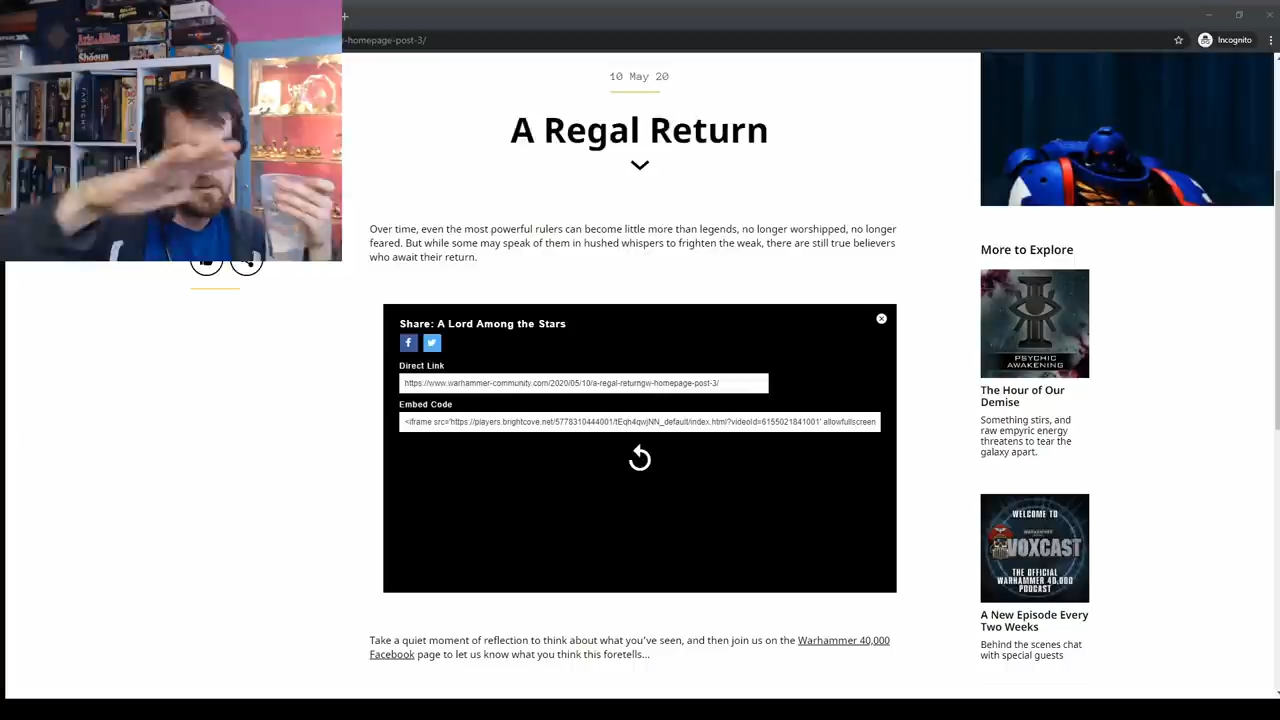 Axis & Allies
Shogun
-homepage-post-3/
Incognito
10 May 20
A Regal Return
Over time, even the most powerful rulers can become little more than legends, no longer worshipped, no longer
feared. But while some may speak of them in hushed whispers to frighten the weak, there are still true believers
who await their return.
Share: A Lord Among the Stars
Direct Link
https://www.warhammer-community.com/2020/05/10/a-regal-returngw-homepage-post-3/
Embed Code
<iframe src='https://players.brightcove.net/5778310444001/tEqh4qwjNN_default/index.html?videoId=6155021841001' allowfullscreen
Take a quiet moment of reflection to think about what you've seen, and then join us on the Warhammer 40,000
Facebook page to let us know what you think this foretells...
More to Explore
PSYCHIC
AWAKENING
The Hour of Our
Demise
Something stirs, and
raw empyric energy
threatens to tear the
galaxy apart.
WELCOME TO
VOXCAST
THE OFFICIAL
WARHAMMER 40,000
PODCAST
A New Episode Every
Two Weeks
Behind the scenes chat
with special guests